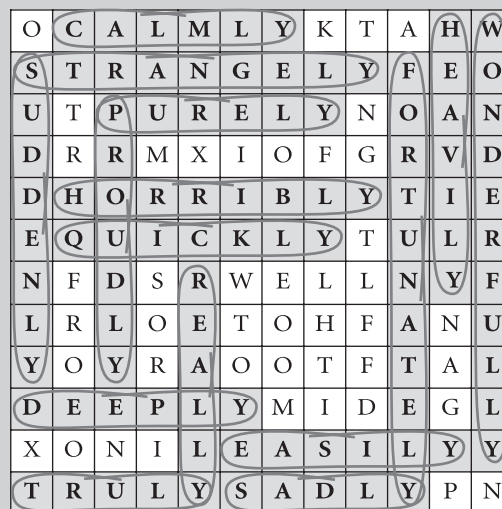 O C A L M L Y K T A H W
S T R A N G E L Y F E O
U T P U R E L Y N O A N
D R R M X I O F G R V D
D H O R R I B L Y T I E
E Q U I C K L Y T U L R
N F D S R W E L L N Y F
L R L O E T O H F A N U
Y O Y R A O O T F T A L
D E E P L Y M I D E G L
X O N I L E A S I L Y Y
T R U L Y S A D L Y P N